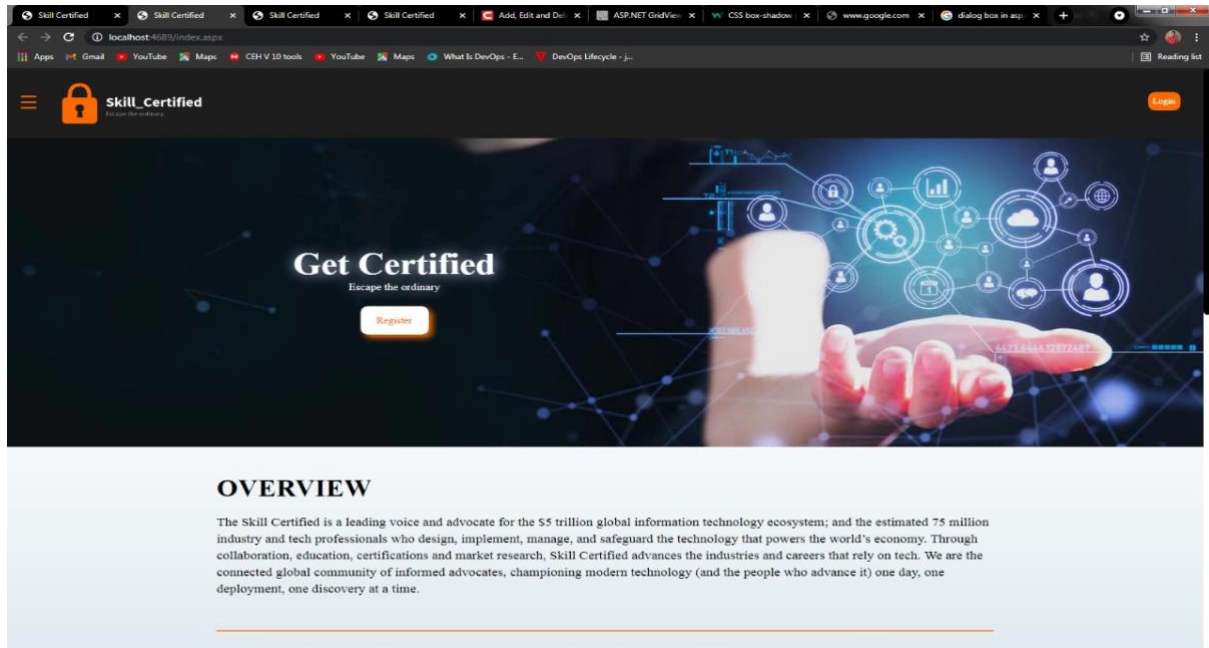 Skill Certified
Skill Certified
Skill Certified
Skill Certified
Add, Edit and Del
ASP.NET GridView
CSS box-shadow
www.google.com
dialog box in asp
localhost:4689/index.aspx
Apps
Gmail
YouTube
Maps
CEH V 10 tools
YouTube
Maps
What Is DevOps - E...
DevOps Lifecycle - j...
Reading list
Skill_Certified
Escape the ordinary.
Login
Get Certified
Escape the ordinary
Register
OVERVIEW
The Skill Certified is a leading voice and advocate for the $5 trillion global information technology ecosystem; and the estimated 75 million
industry and tech professionals who design, implement, manage, and safeguard the technology that powers the world's economy. Through
collaboration, education, certifications and market research, Skill Certified advances the industries and careers that rely on tech. We are the
connected global community of informed advocates, championing modern technology (and the people who advance it) one day, one
deployment, one discovery at a time.